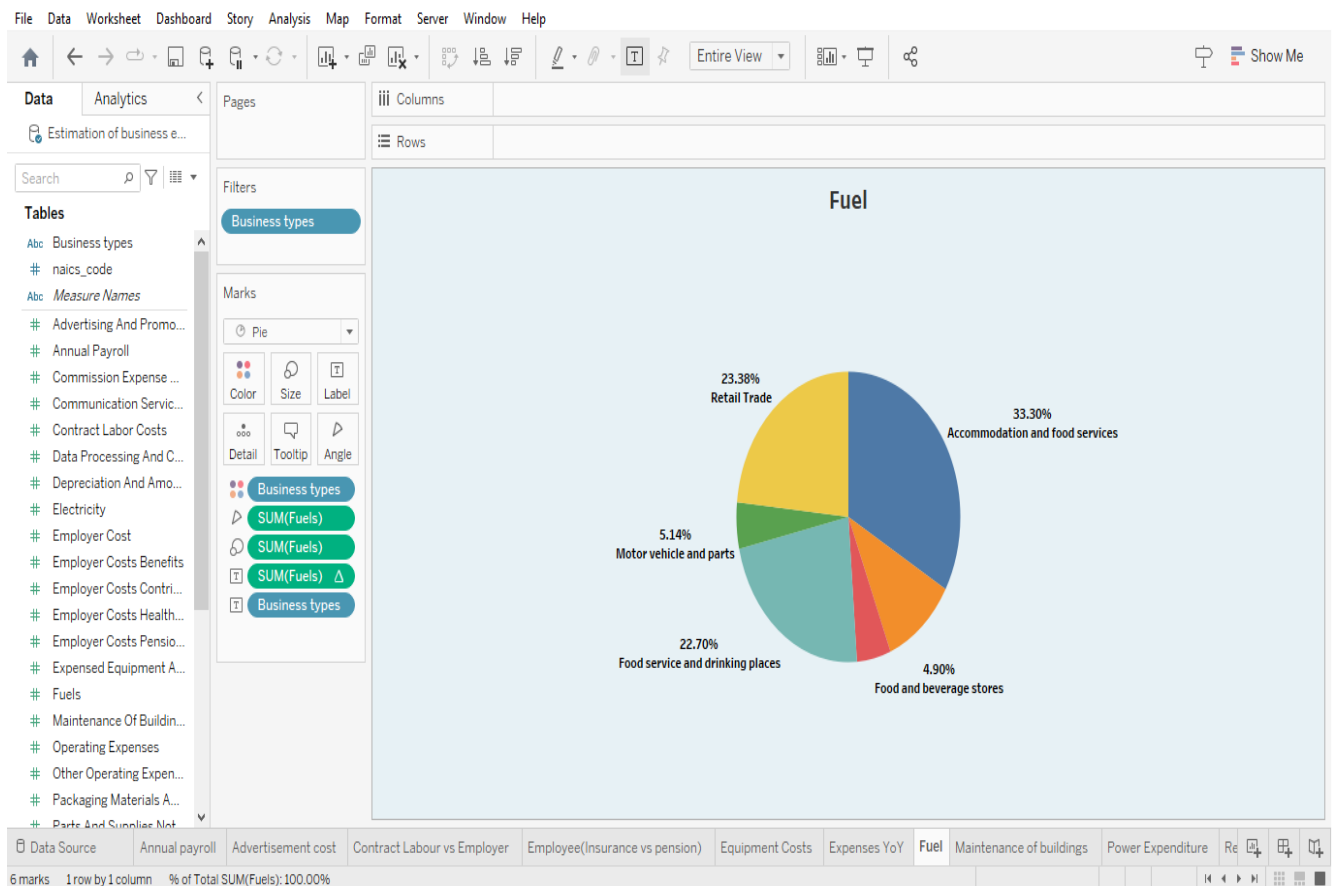 File Data Worksheet Dashboard Story Analysis Map Format Server Window Help
Entire View
Show Me
Data Analytics
Estimation of business e...
Search
Tables
Abc Business types
# naics_code
Abc Measure Names
# Advertising And Promo...
# Annual Payroll
# Commission Expense ...
# Communication Servic...
# Contract Labor Costs
# Data Processing And C...
# Depreciation And Amo...
# Electricity
# Employer Cost
# Employer Costs Benefits
# Employer Costs Contri...
# Employer Costs Health...
# Employer Costs Pensio...
# Expensed Equipment A...
# Fuels
# Maintenance Of Buildin...
# Operating Expenses
# Other Operating Expen...
# Packaging Materials A...
# Parts And Supplies Not
Pages
Filters
Business types
Marks
Pie
Color Size Label
Detail Tooltip Angle
Business types
SUM(Fuels)
SUM(Fuels)
SUM(Fuels) Δ
Business types
Columns
Rows
Fuel
23.38%
Retail Trade
33.30%
Accommodation and food services
5.14%
Motor vehicle and parts
22.70%
Food service and drinking places
4.90%
Food and beverage stores
Data Source Annual payroll Advertisement cost Contract Labour vs Employer Employee(Insurance vs pension) Equipment Costs Expenses YoY Fuel Maintenance of buildings Power Expenditure Re
6 marks 1 row by 1 column % of Total SUM(Fuels): 100.00%